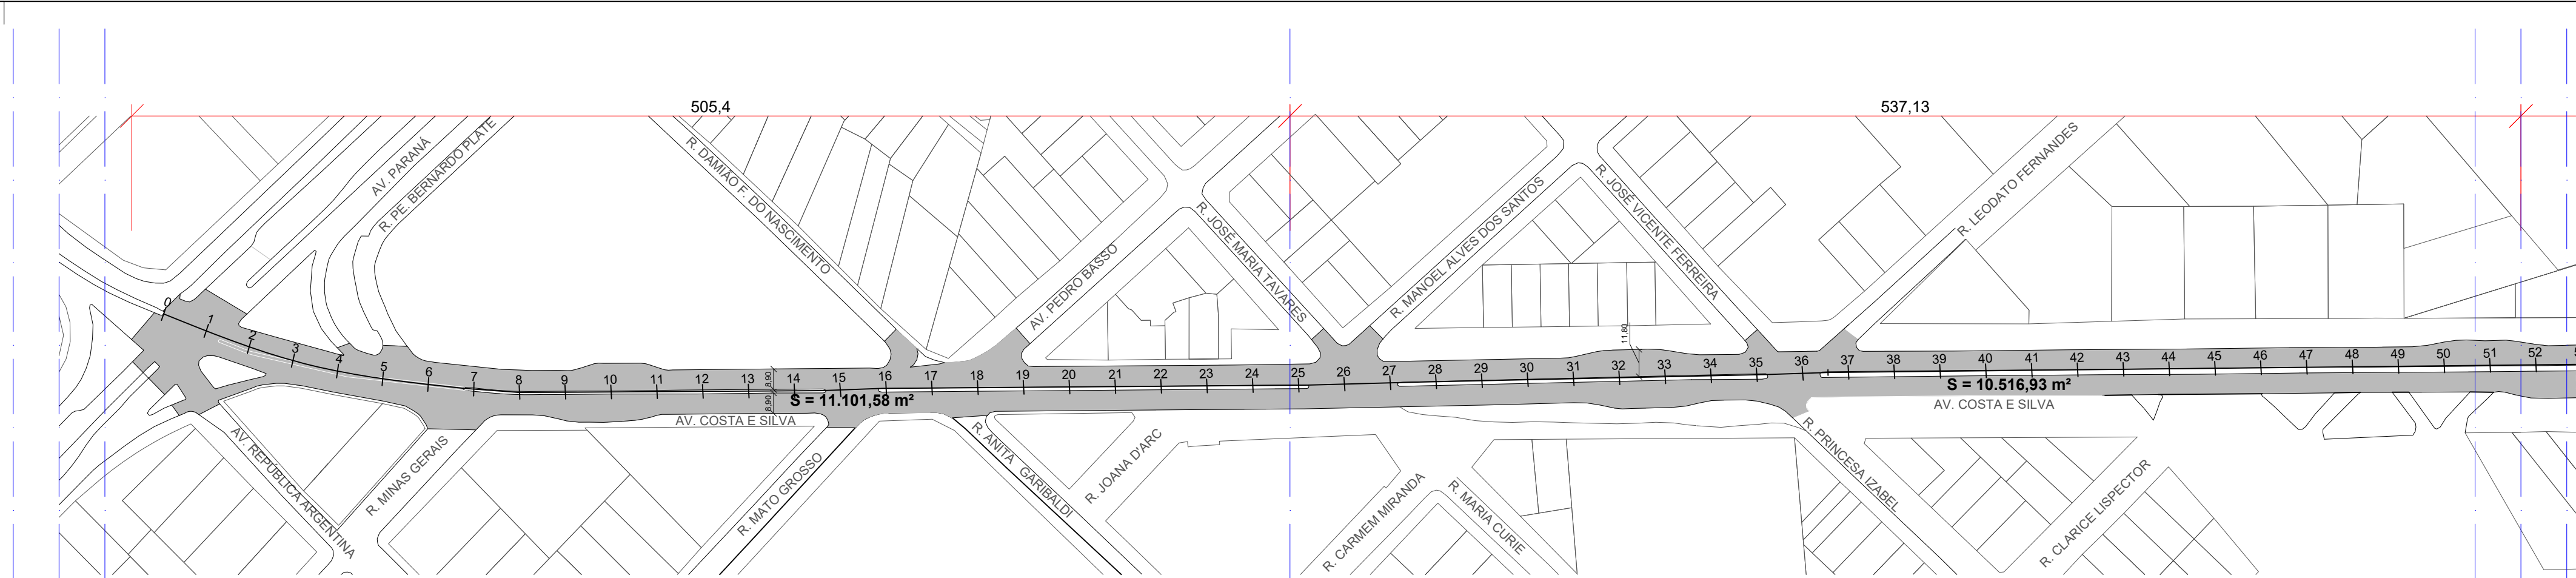 505,4
537,13
AV. PARANÁ
R. PE. BERNARDO PLATE
R. DAMIÃO F. DO NASCIMENTO
AV. PEDRO BASSO
R. JOSÉ MARIA TAVARES
R. MANOEL ALVES DOS SANTOS
R. JOSÉ VICENTE FERREIRA
R. LEODATO FERNANDES
11,80
0 1 2 3 4 5 6 7 8 9 10 11 12 13 14 15 16 17 18 19 20 21 22 23 24 25 26 27 28 29 30 31 32 33 34 35 36 37 38 39 40 41 42 43 44 45 46 47 48 49 50 51 52
8,90
8,90
S = 11.101,58 m²
S = 10.516,93 m²
AV. COSTA E SILVA
AV. COSTA E SILVA
AV. REPÚBLICA ARGENTINA
R. MINAS GERAIS
R. MATO GROSSO
R. ANITA GARIBALDI
R. JOANA D'ARC
R. CARMEM MIRANDA
R. MARIA CURIE
R. PRINCESA IZABEL
R. CLARICE LISPECTOR